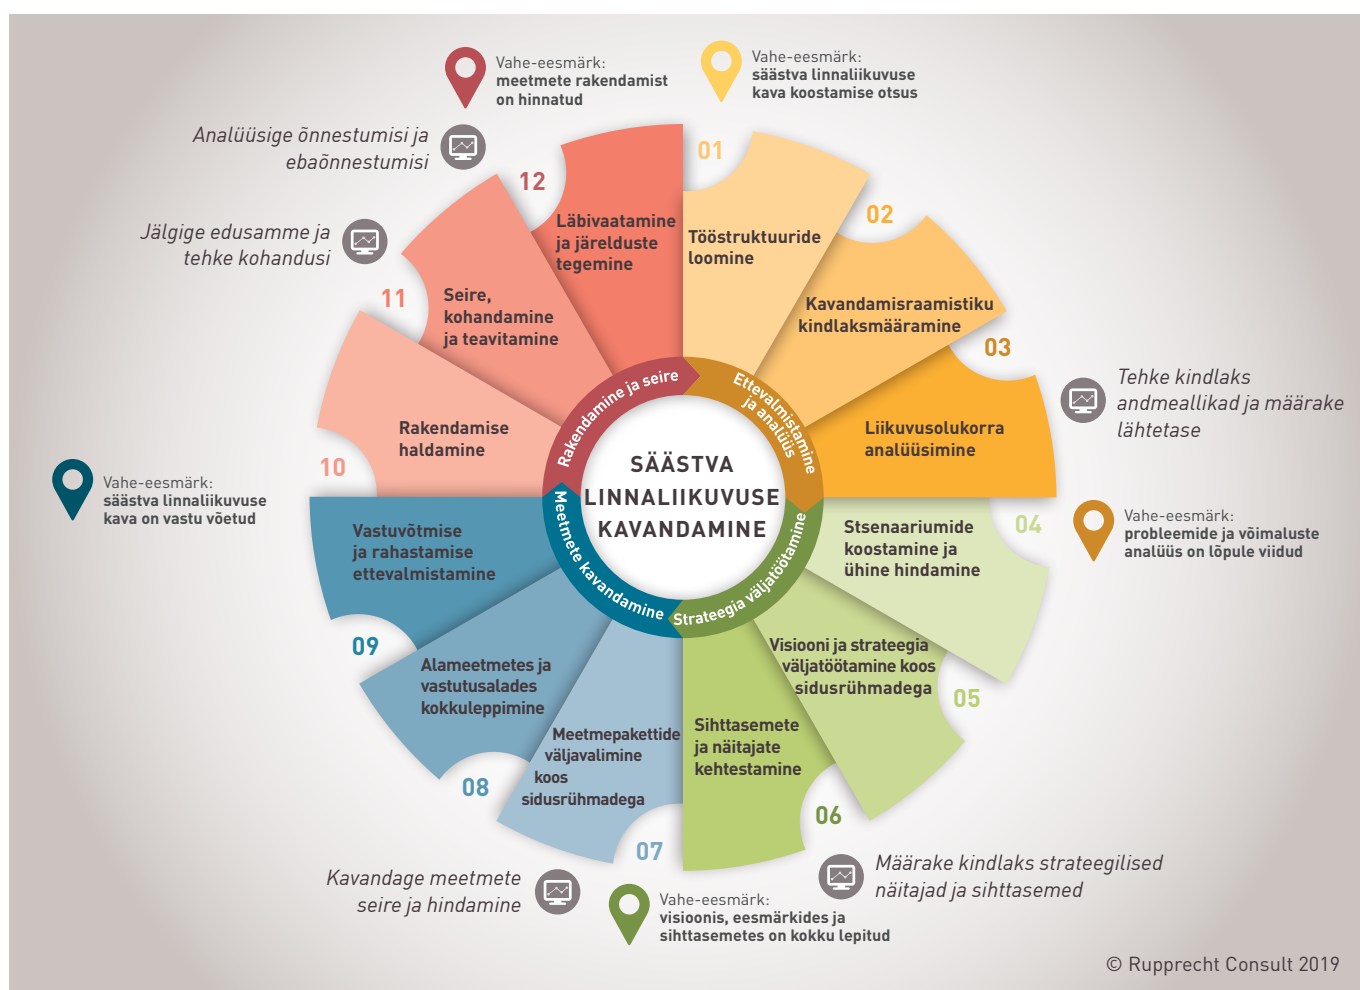 Vahe-eesmärk:
meetmete rakendamist
on hinnatud
Vahe-eesmärk:
säästva linnaliikuvuse
kava koostamise otsus
Analüüsige õnnestumisi ja
ebaõnnestumisi
Jälgige edusamme ja
tehke kohandusi
01
Tööstruktuuride
loomine
02
Kavandamisraamistiku
kindlaksmääramine
03
Liikuvusolukorra
analüüsimine
Tehke kindlaks
andmeallikad ja määrake
lähtetase
Vahe-eesmärk:
probleemide ja võimaluste
analüüs on lõpule viidud
04
Stsenaariumide
koostamine ja
ühine hindamine
05
Visiooni ja strateegia
väljatöötamine koos
sidusrühmadega
06
Sihttasemete
ja näitajate
kehtestamine
Määrake kindlaks strateegilised
näitajad ja sihttasemed
Vahe-eesmärk:
visioonis, eesmärkides ja
sihttasemetes on kokku lepitud
07
Meetmepakettide
väljavalimine
koos
sidusrühmadega
Kavandage meetmete
seire ja hindamine
08
Alameetmetes ja
vastutusalades
kokkuleppimine
09
Vastuvõtmise
ja rahastamise
ettevalmistamine
Vahe-eesmärk:
säästva linnaliikuvuse
kava on vastu võetud
10
Rakendamise
haldamine
11
Seire,
kohandamine
ja teavitamine
12
Läbivaatamine
ja järelduste
tegemine
Ettevalmistamine
ja analüüs
Strateegia väljatöötamine
Meetmete kavandamine
Rakendamine ja seire
SÄÄSTVA
LINNALIIKUVUSE
KAVANDAMINE
© Rupprecht Consult 2019